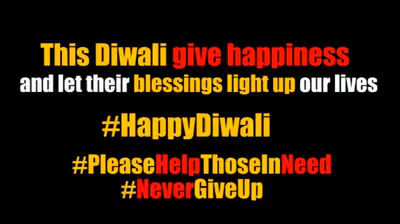 This Diwali give happiness
and let their blessings light up our lives
#HappyDiwali
#PleaseHelpThoseInNeed
#NeverGiveUp